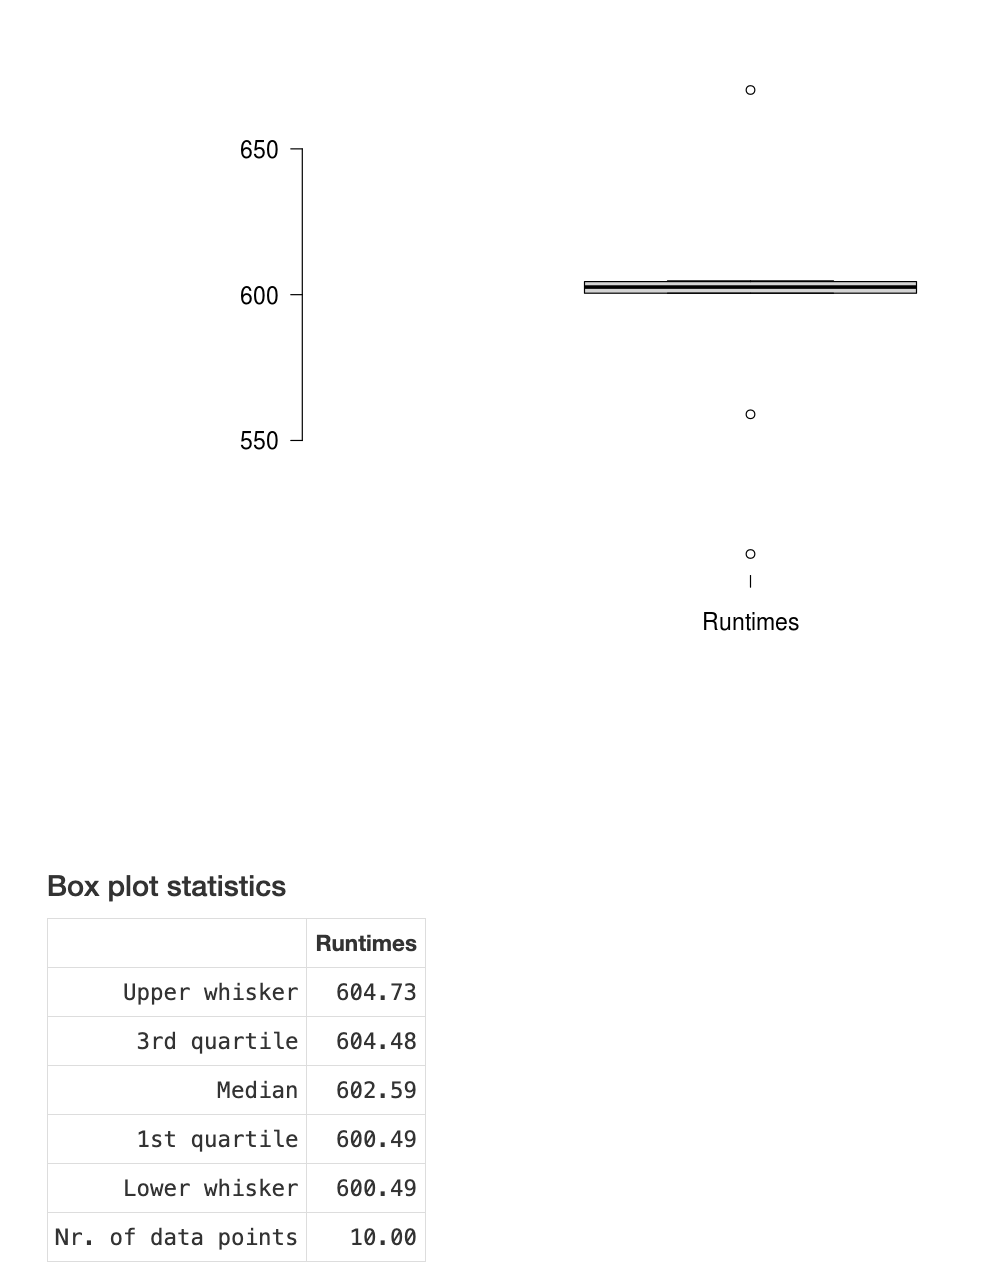 650
600
550
Runtimes
Box plot statistics
Runtimes
Upper whisker 604.73
3rd quartile 604.48
Median 602.59
1st quartile 600.49
Lower whisker 600.49
Nr. of data points 10.00